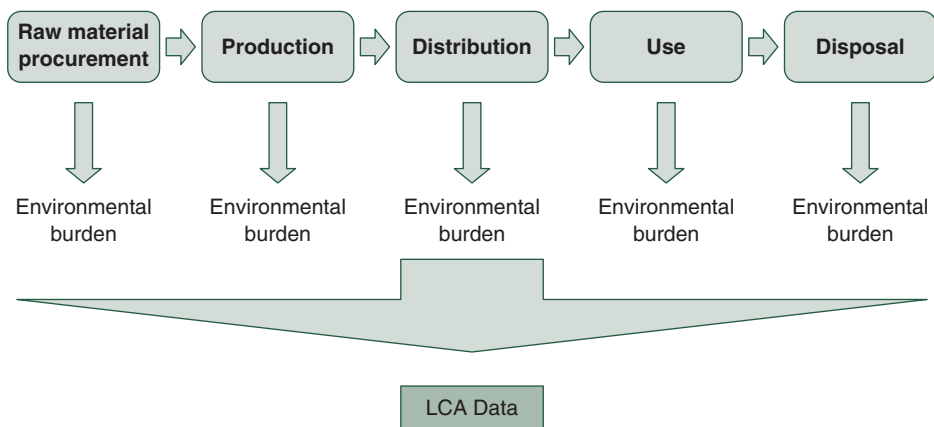 Raw material
procurement
Production
Distribution
Use
Disposal
Environmental
burden
Environmental
burden
Environmental
burden
Environmental
burden
Environmental
burden
LCA Data